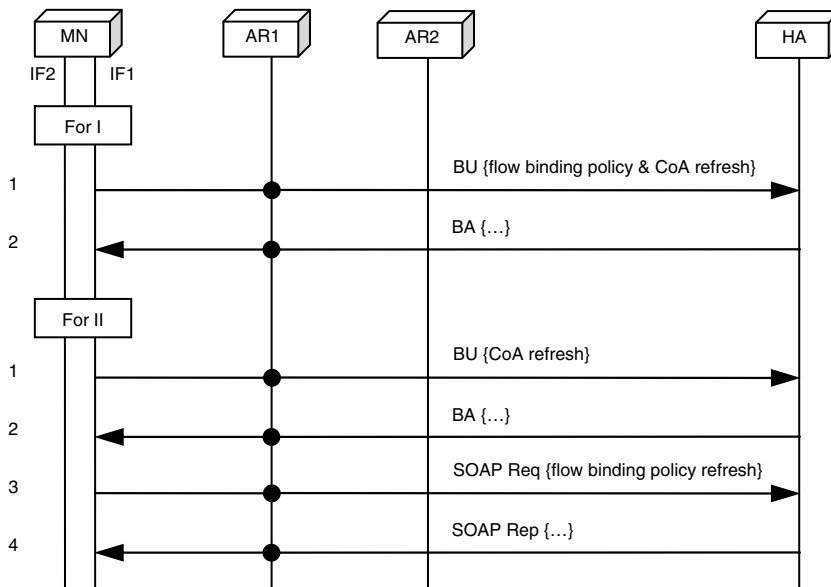 MN
AR1
AR2
HA
IF2
IF1
For I
BU {flow binding policy & CoA refresh}
1
BA {…}
2
For II
BU {CoA refresh}
1
BA {…}
2
SOAP Req {flow binding policy refresh}
3
SOAP Rep {…}
4